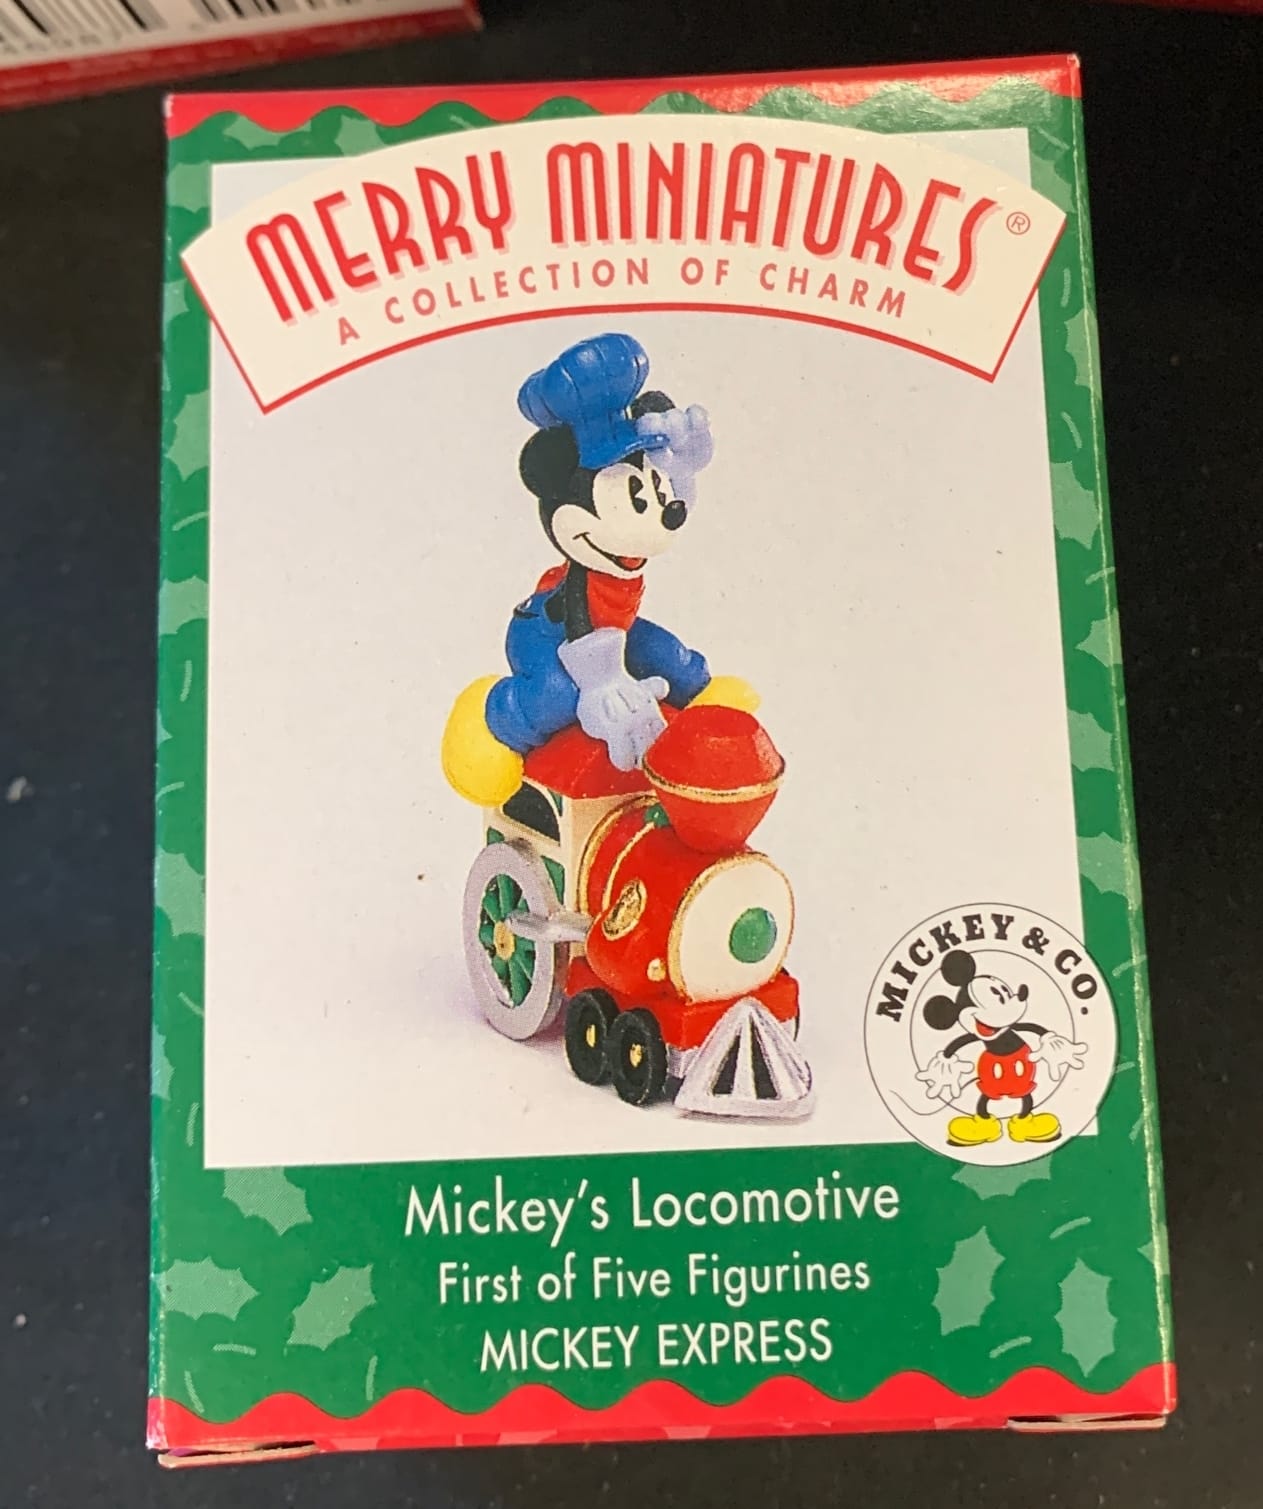 MERRY MINIATURES®
A COLLECTION OF CHARM
MICKEY & CO.
Mickey's Locomotive
First of Five Figurines
MICKEY EXPRESS